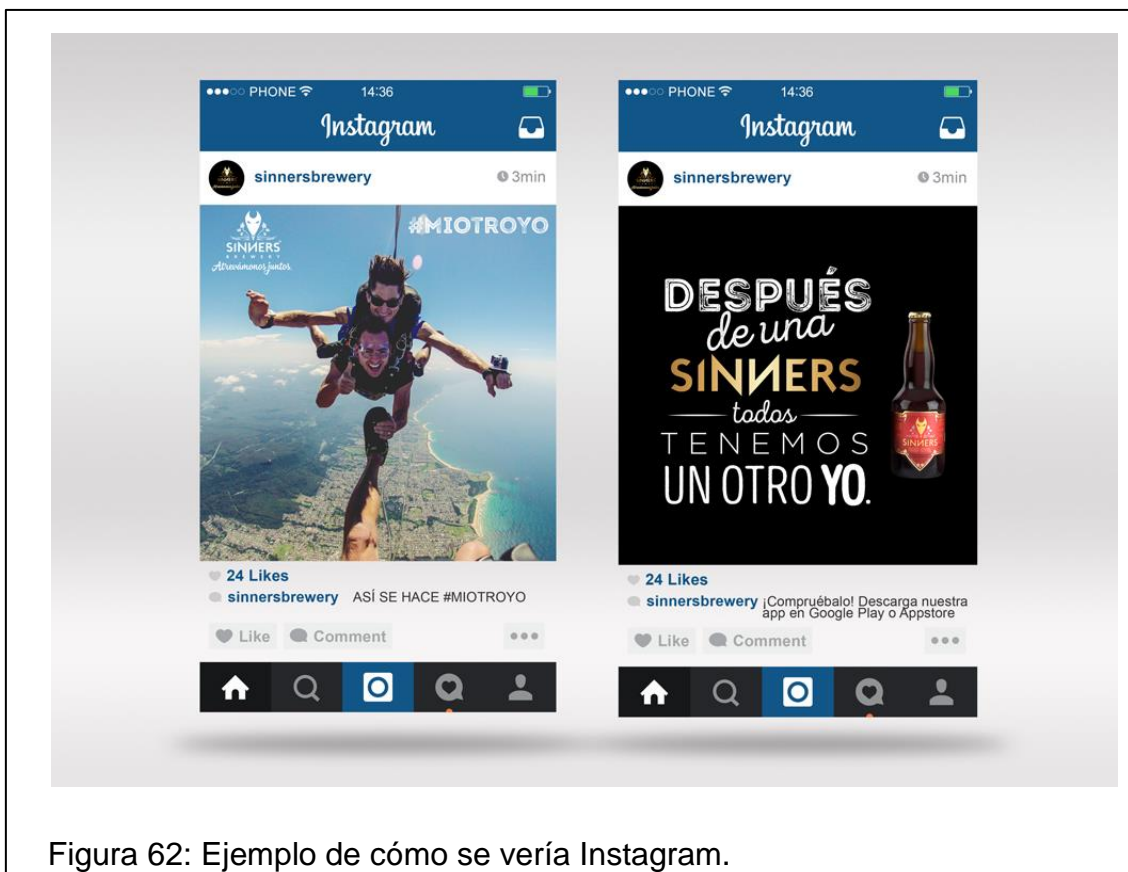 PHONE 14:36
Instagram
sinnersbrewery 3min
SINNERS
BREWERY
Atrevámonos juntos
#MIOTROYO
24 Likes
sinnersbrewery ASÍ SE HACE #MIOTROYO
Like Comment
PHONE 14:36
Instagram
sinnersbrewery 3min
DESPUÉS
de una
SINNERS
todos
TENEMOS
UN OTRO YO.
SINNERS
24 Likes
sinnersbrewery ¡Compruébalo! Descarga nuestra
app en Google Play o Appstore
Like Comment
Figura 62: Ejemplo de cómo se vería Instagram.